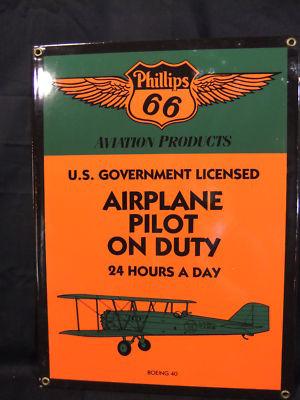 Phillips
66
AVIATION PRODUCTS
U.S. GOVERNMENT LICENSED
AIRPLANE
PILOT
ON DUTY
24 HOURS A DAY
BOEING 40